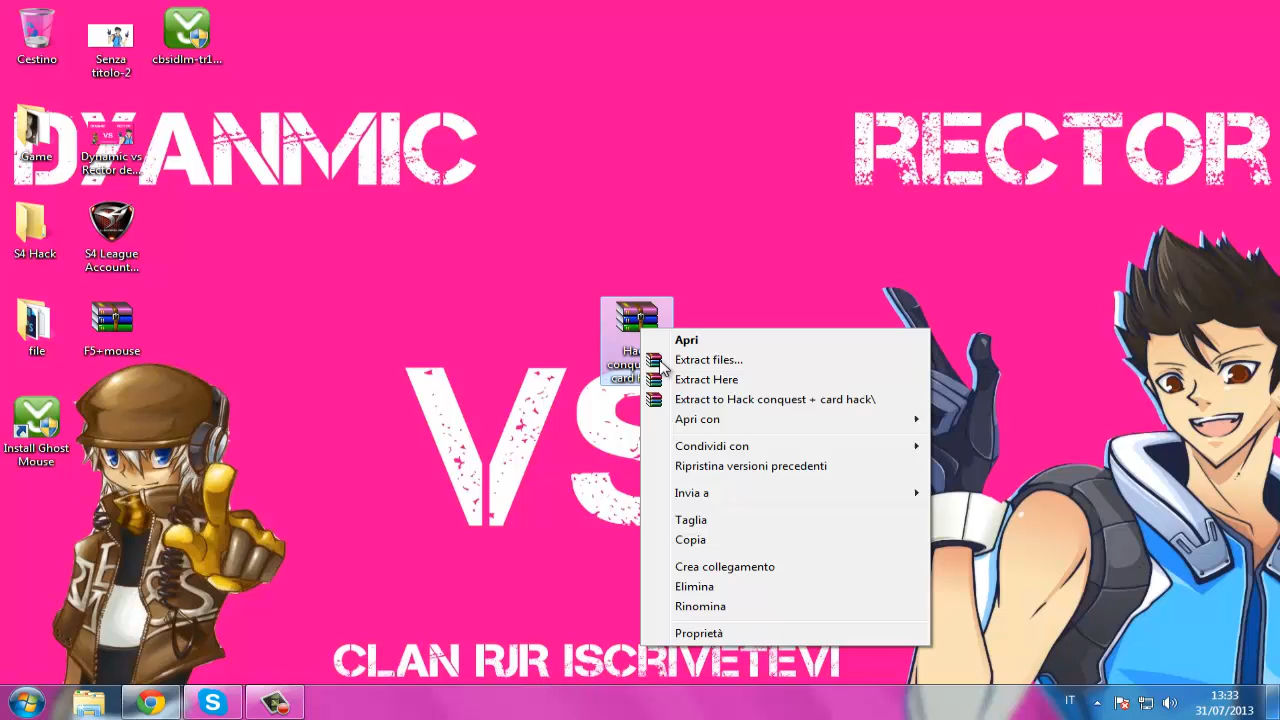 Cestino
Senza
titolo-2
cbsidlm-tr1...
DYANMIC
RECTOR
Game
Dynamic vs
Rector de...
S4 Hack
S4 League
Account...
file
F5+mouse
Install Ghost
Mouse
VS
Apri
Extract files...
Extract Here
Extract to Hack conquest + card hack\
Apri con
Condividi con
Ripristina versioni precedenti
Invia a
Taglia
Copia
Crea collegamento
Elimina
Rinomina
Proprietà
CLAN RJR ISCRIVETEVI
IT
13:33
31/07/2013